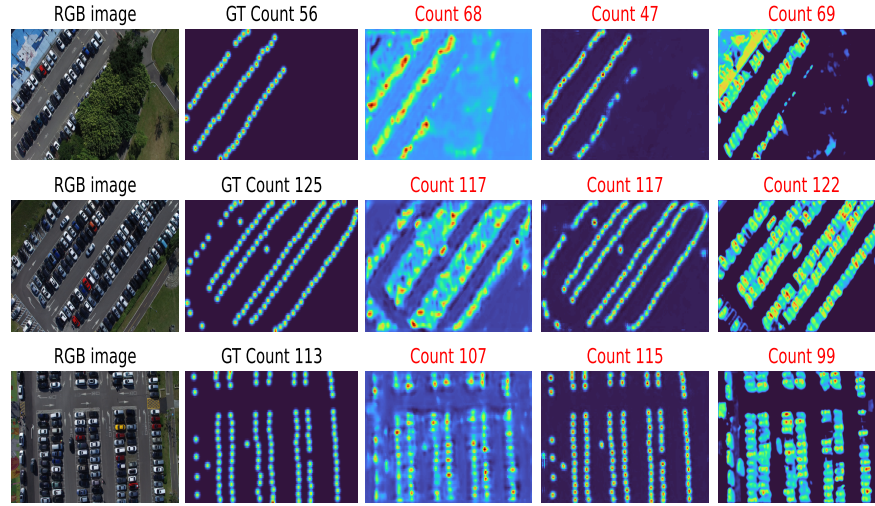 RGB image GT Count 56 Count 68 Count 47 Count 69
RGB image GT Count 125 Count 117 Count 117 Count 122
RGB image GT Count 113 Count 107 Count 115 Count 99